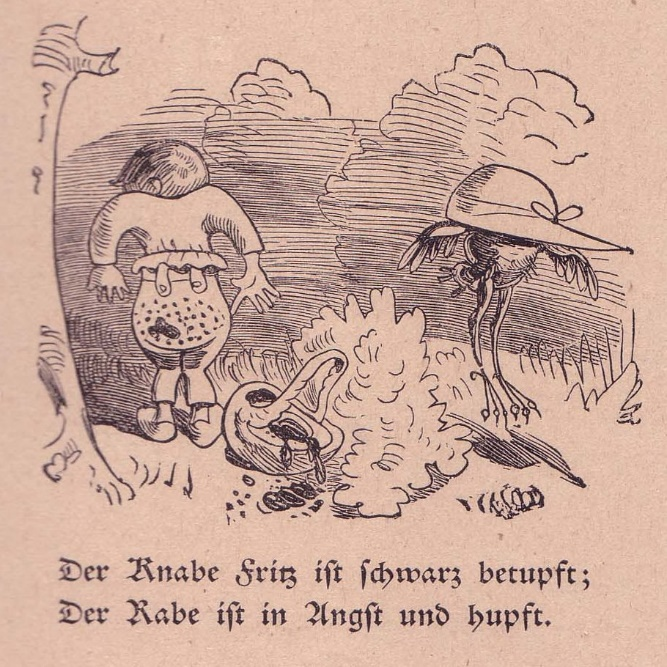 Der Knabe Fritz ist schwarz betupft;
Der Rabe ist in Angst und hupft.